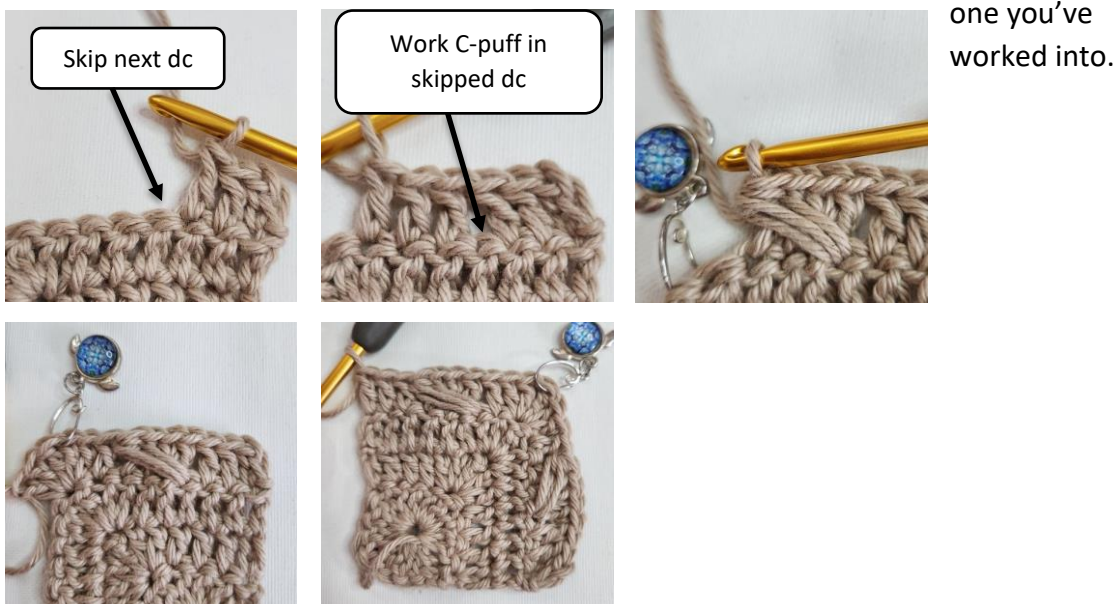 Skip next dc
Work C-puff in
skipped dc
one you’ve
worked into.